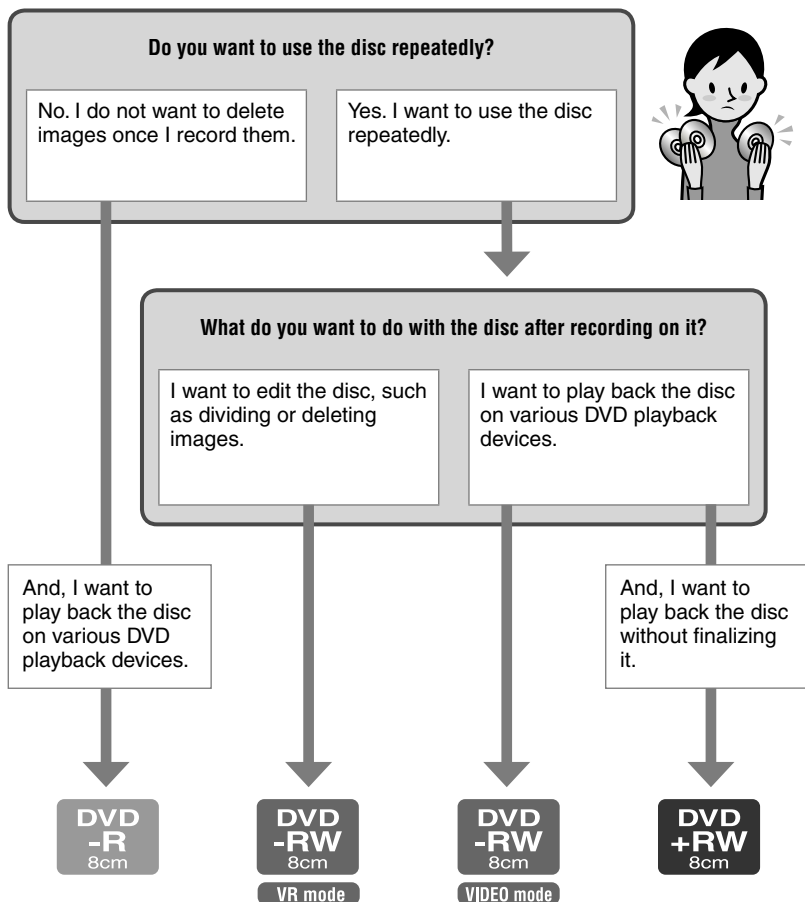 Do you want to use the disc repeatedly?
No. I do not want to delete
images once I record them.
Yes. I want to use the disc
repeatedly.
What do you want to do with the disc after recording on it?
I want to edit the disc, such
as dividing or deleting
images.
I want to play back the disc
on various DVD playback
devices.
And, I want to
play back the disc
on various DVD
playback devices.
And, I want to
play back the disc
without finalizing
it.
DVD
-R
8cm
DVD
-RW
8cm
VR mode
DVD
-RW
8cm
VIDEO mode
DVD
+RW
8cm